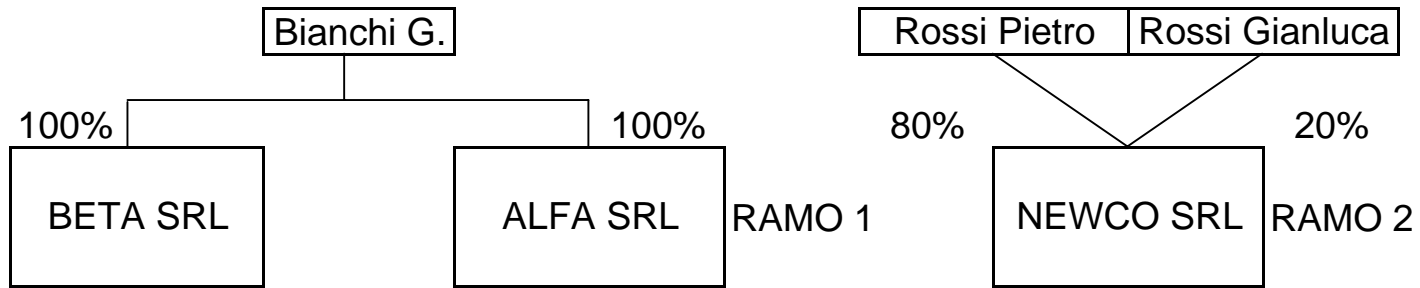 Bianchi G. Rossi Pietro Rossi Gianluca
100% 100% 80% 20%
BETA SRL ALFA SRL RAMO 1 NEWCO SRL RAMO 2